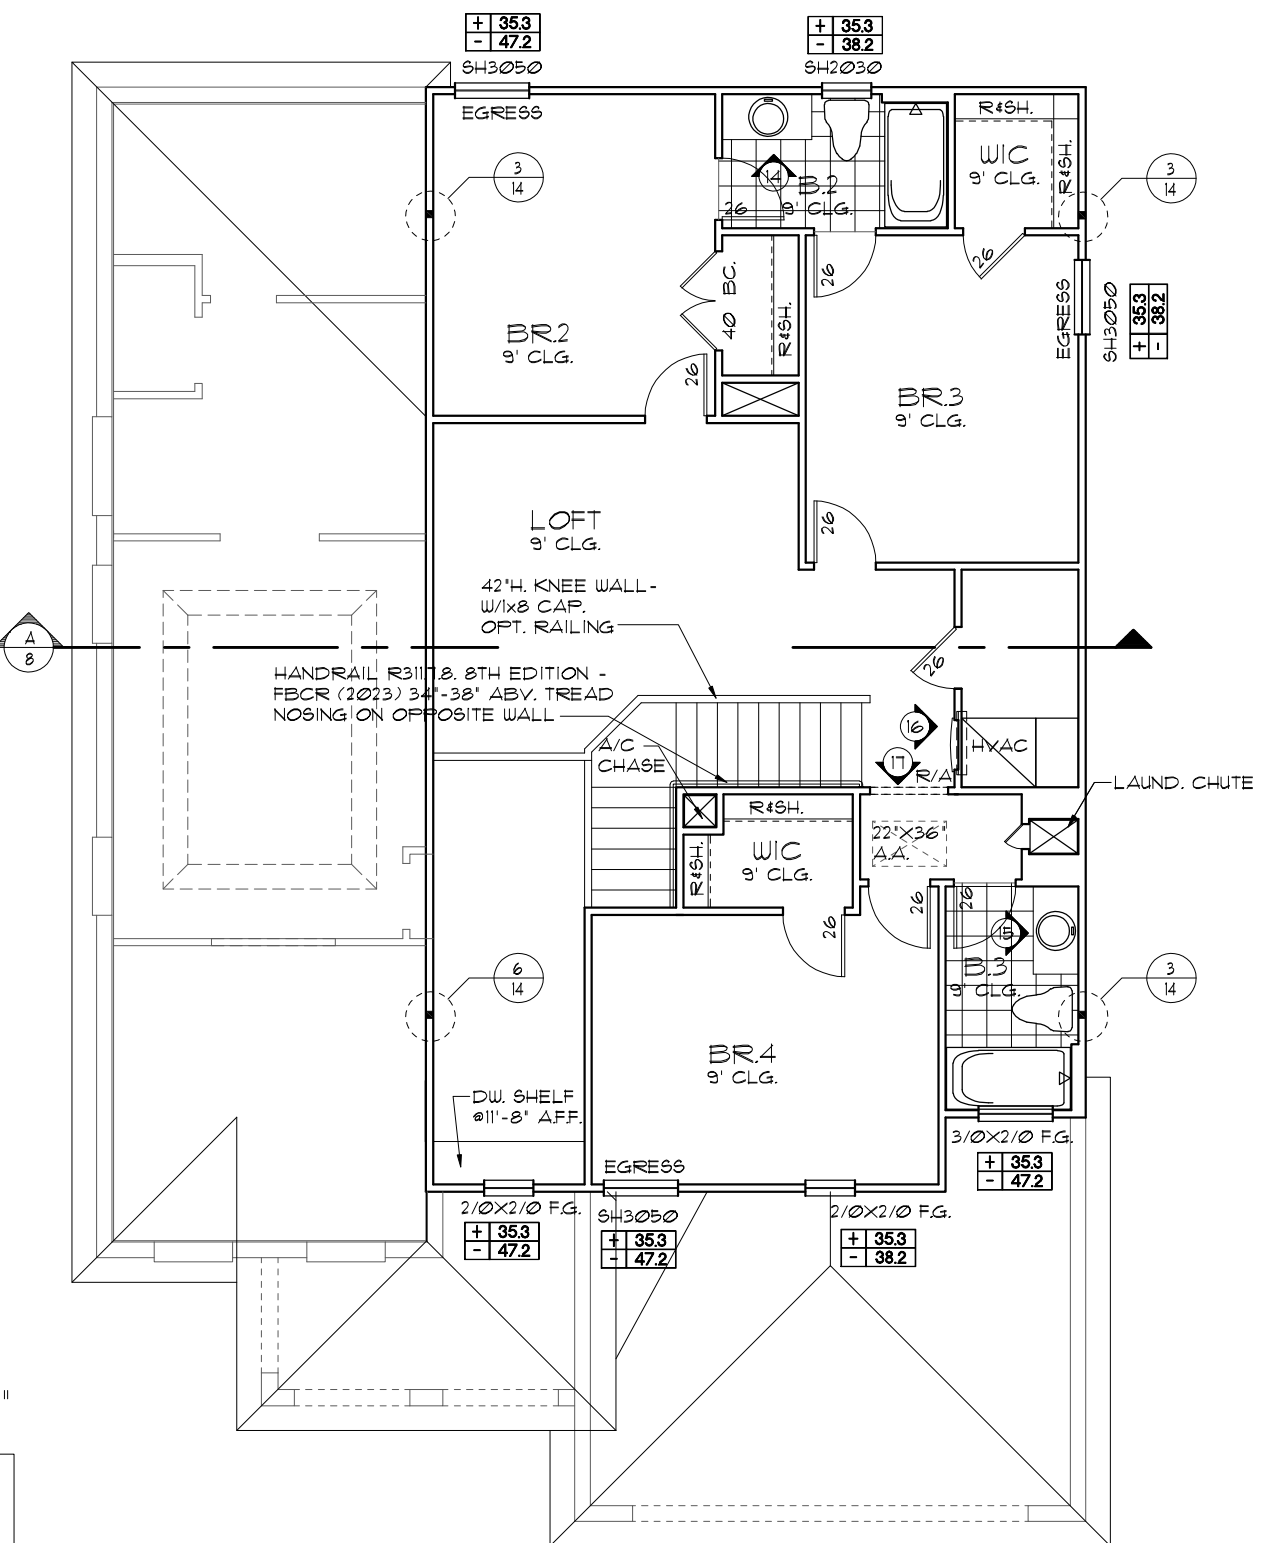 + 35.3
- 47.2
SH3050
EGRESS
+ 35.3
- 38.2
SH2030
R&SH.
WIC
9' CLG.
R&SH.
3
14
3
14
14
B.2
9' CLG.
26
26
26
40 BC.
R&SH.
EGRESS
SH3050
+ 35.3
- 38.2
BR.2
9' CLG.
26
BR.3
9' CLG.
26
LOFT
9' CLG.
42"H. KNEE WALL -
W/1x8 CAP.
OPT. RAILING
A
8
26
HANDRAIL R311.7.8. 8TH EDITION -
FBCR (2023) 34"-38" ABV. TREAD
NOSING ON OPPOSITE WALL
A/C
CHASE
16
17
HVAC
R/A
LAUND. CHUTE
R&SH.
22"X36"
A.A.
WIC
9' CLG.
R&SH.
26
26
26
15
B.3
9' CLG.
6
14
3
14
BR.4
9' CLG.
DW. SHELF
@11'-8" A.F.F.
EGRESS
3/0X2/0 F.G.
+ 35.3
- 47.2
2/0X2/0 F.G.
+ 35.3
- 47.2
SH3050
+ 35.3
- 47.2
2/0X2/0 F.G.
+ 35.3
- 38.2
"